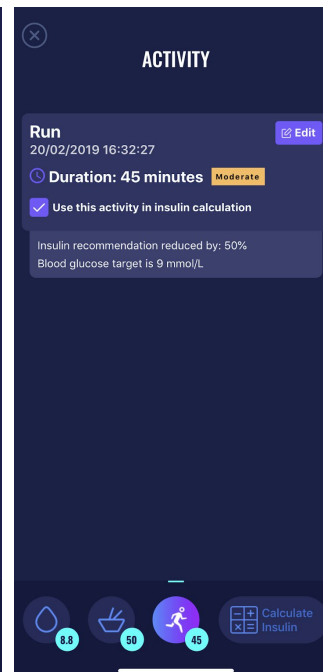 ACTIVITY
Run
Edit
20/02/2019 16:32:27
Duration: 45 minutes Moderate
Use this activity in insulin calculation
Insulin recommendation reduced by: 50%
Blood glucose target is 9 mmol/L
8.8
50
45
Calculate
Insulin